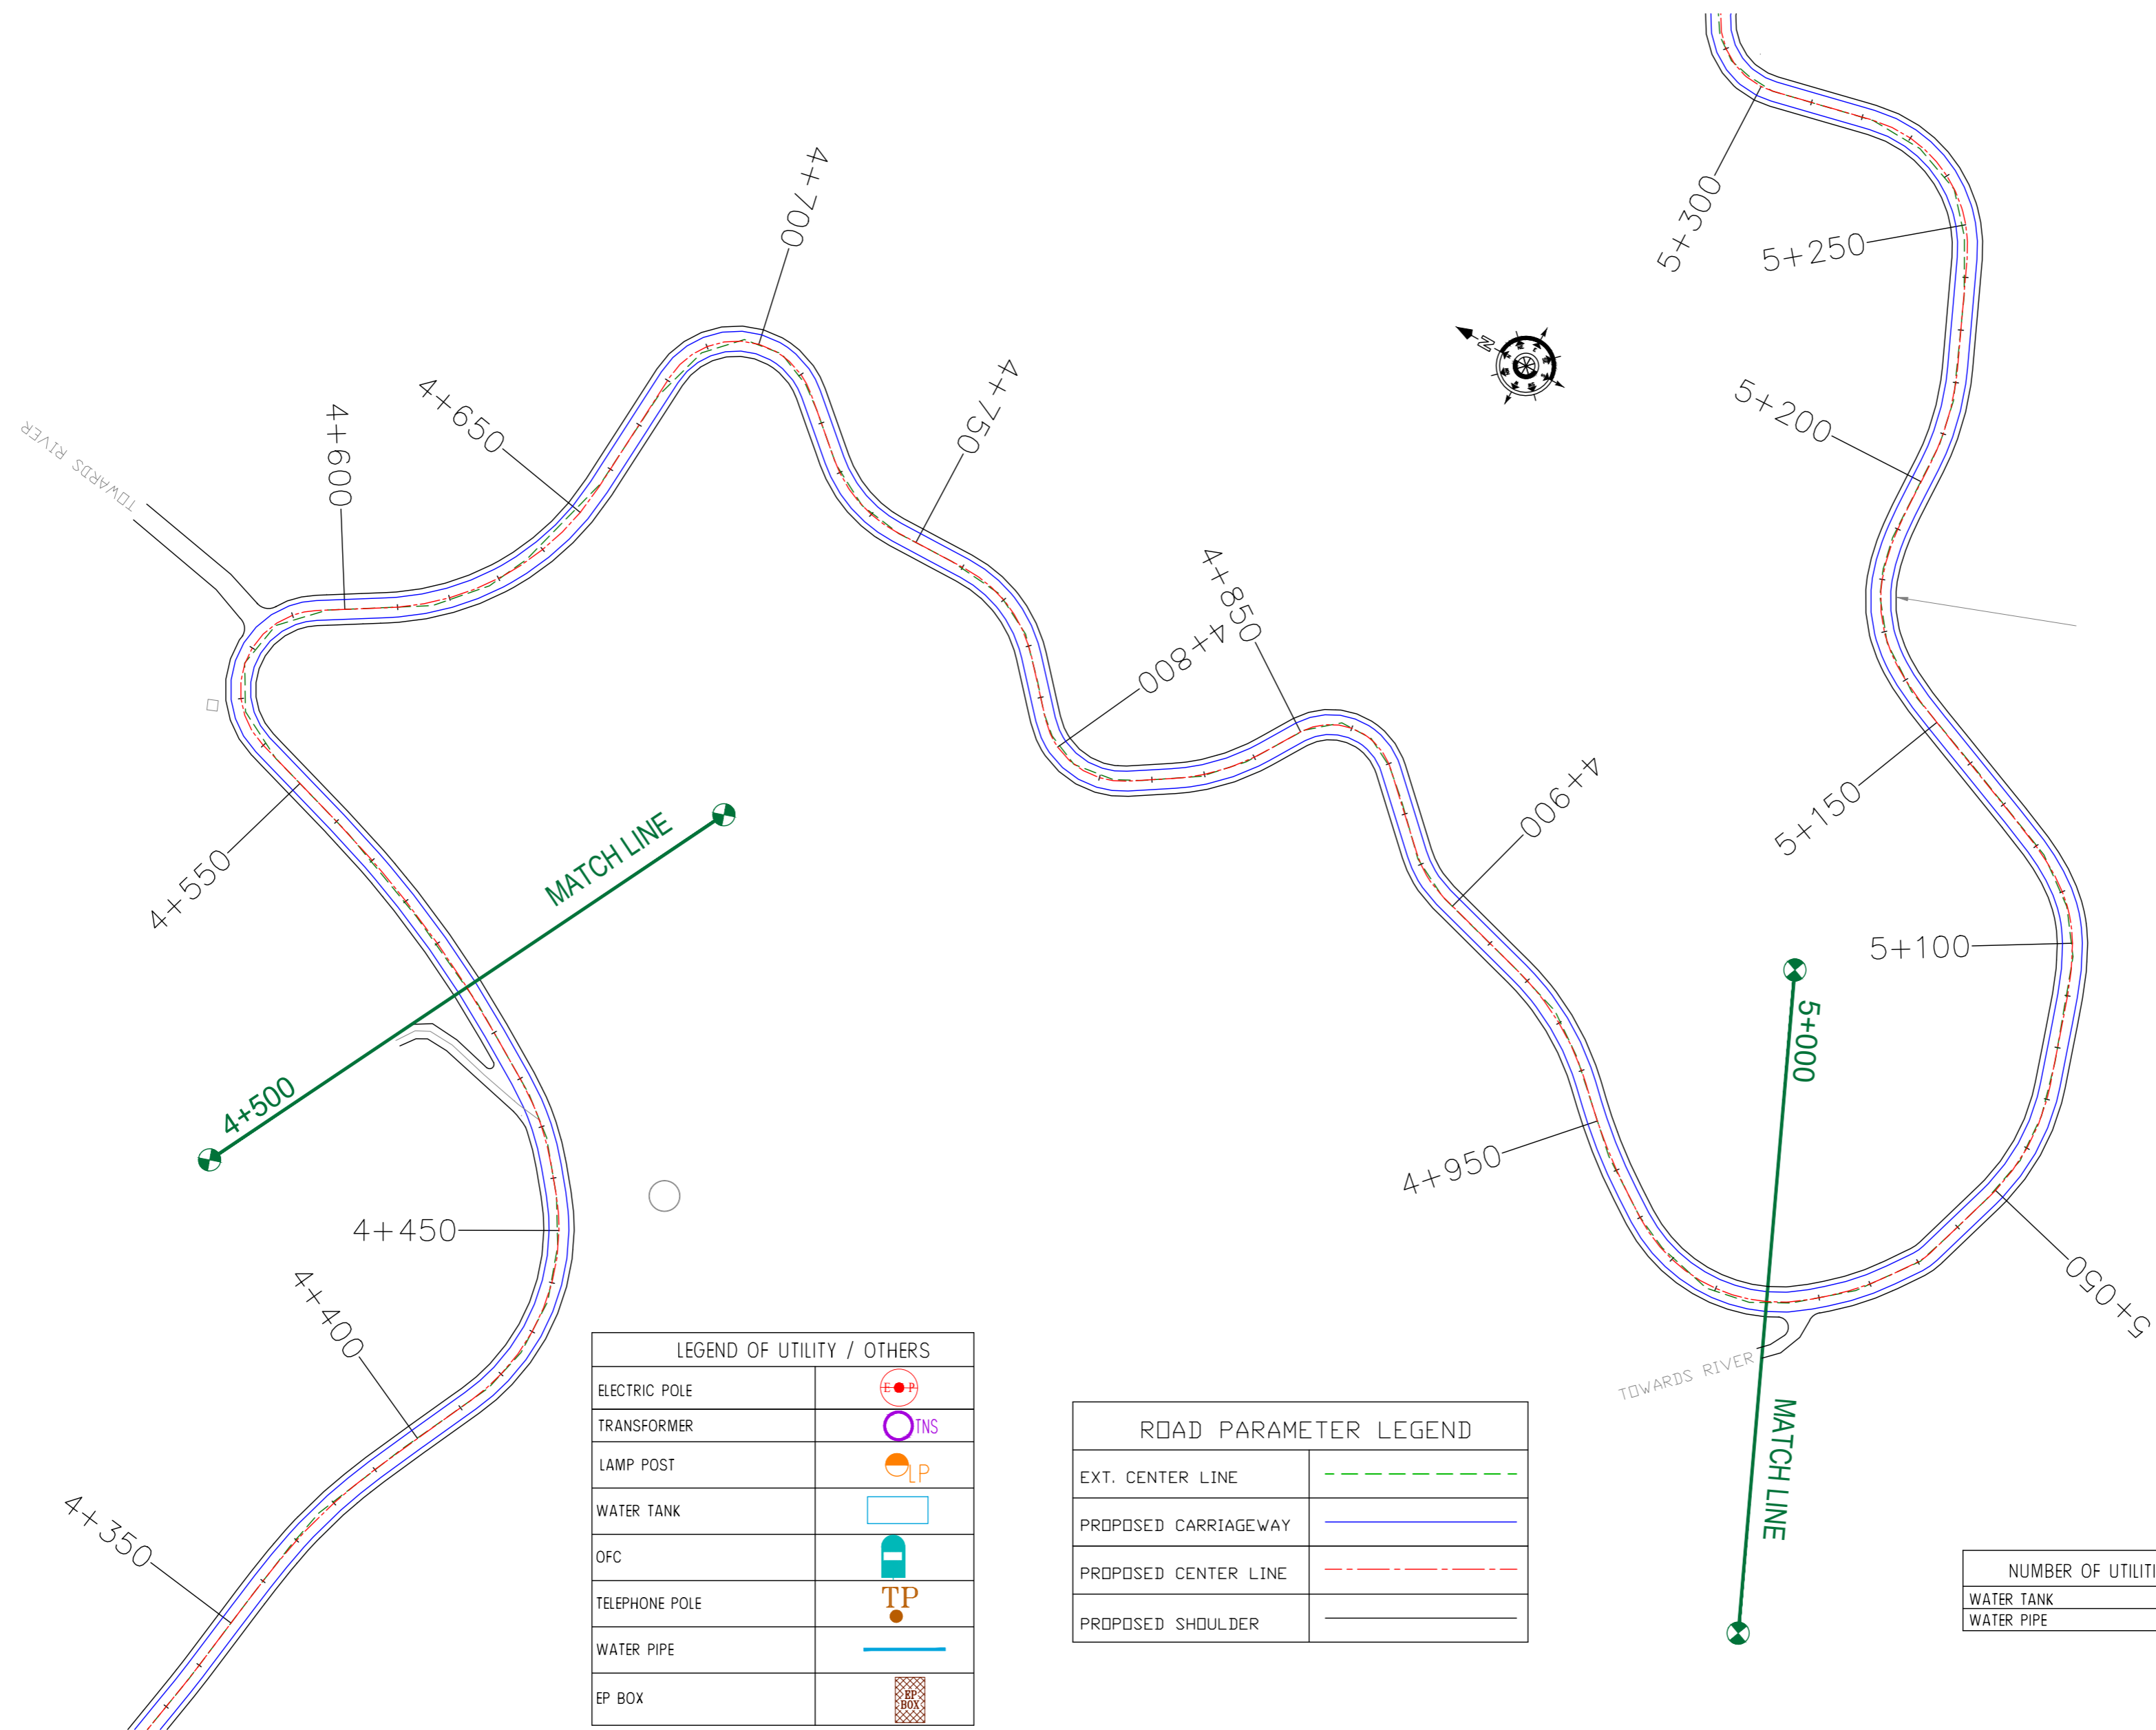 5+300
5+250
5+200
5+150
5+100
5+050
5+000
MATCH LINE
TOWARDS RIVER
4+950
4+900
4+850
4+800
4+750
4+700
4+650
4+600
TOWARDS RIVER
4+550
MATCH LINE
4+500
4+450
4+400
4+350
N
LEGEND OF UTILITY / OTHERS
ELECTRIC POLE E P
TRANSFORMER TNS
LAMP POST LP
WATER TANK
OFC
TELEPHONE POLE TP
WATER PIPE
EP BOX EP BOX
ROAD PARAMETER LEGEND
EXT. CENTER LINE
PROPOSED CARRIAGEWAY
PROPOSED CENTER LINE
PROPOSED SHOULDER
NUMBER OF UTILITI
WATER TANK
WATER PIPE